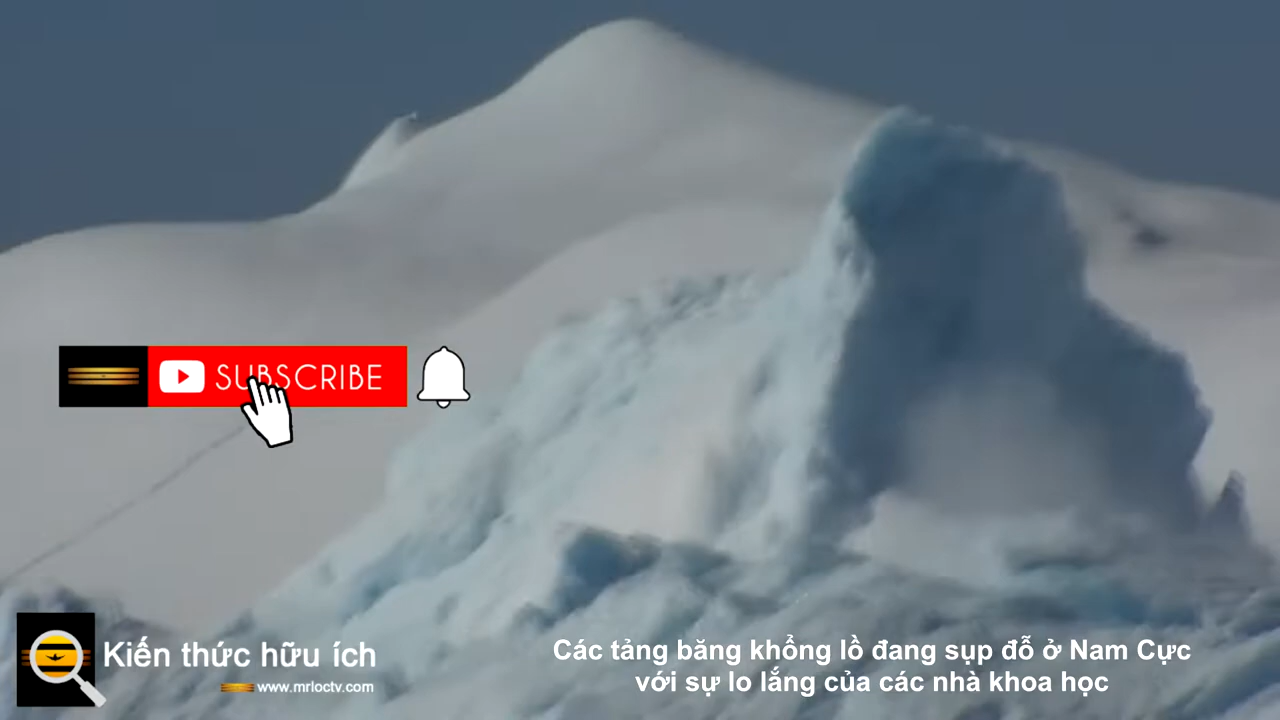 SUBSCRIBE
Kiến thức hữu ích
www.mrloctv.com
Các tảng băng khổng lồ đang sụp đỗ ở Nam Cực
với sự lo lắng của các nhà khoa học